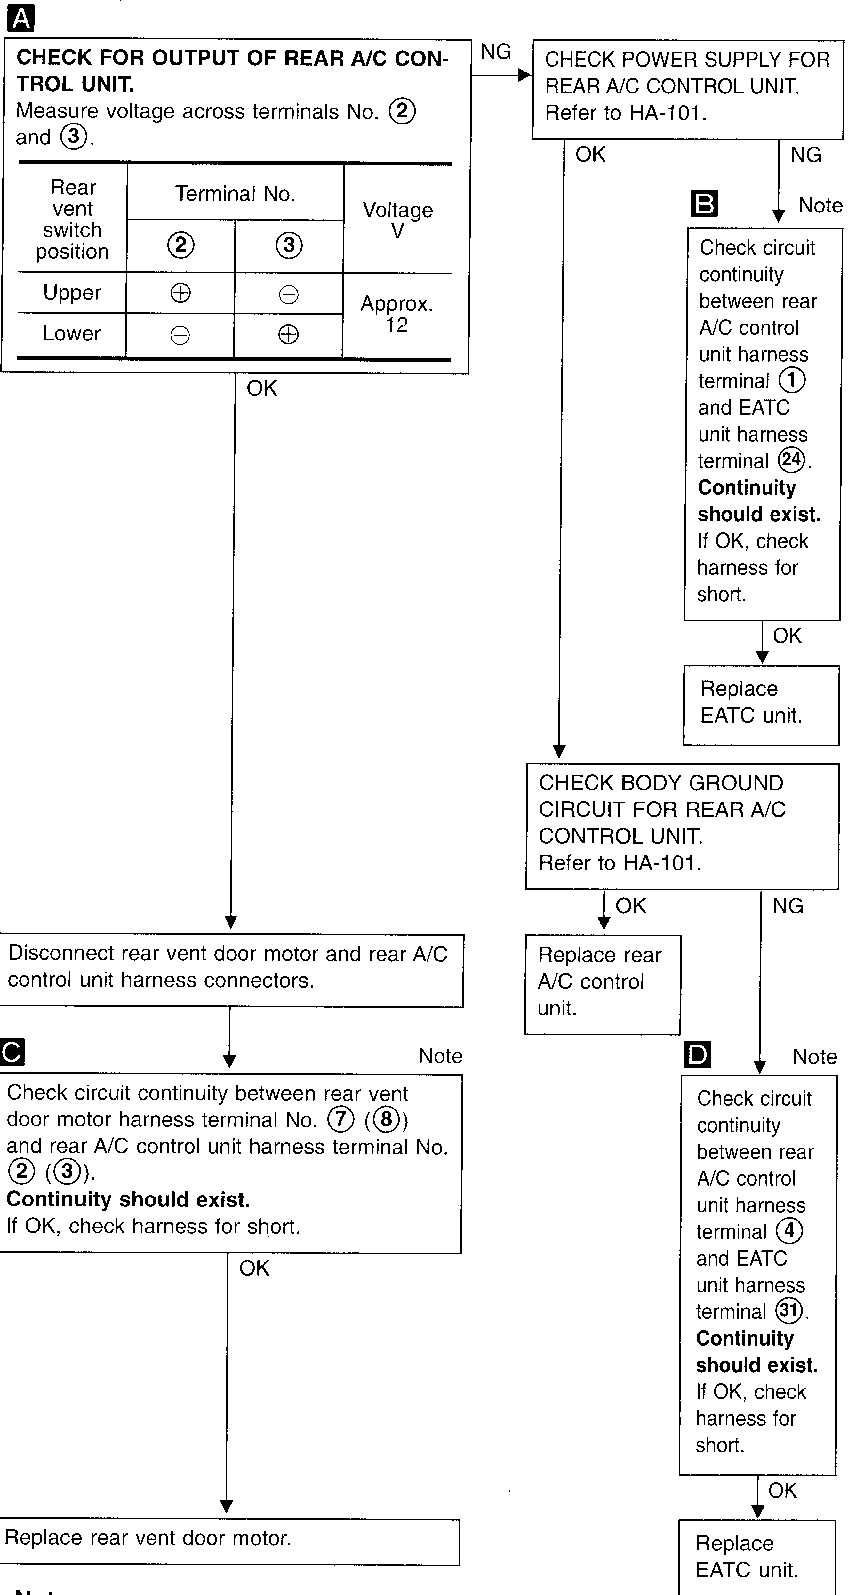 A
CHECK FOR OUTPUT OF REAR A/C CON-
TROL UNIT.
Measure voltage across terminals No. ②
and ③.
Rear
vent
switch
position
Terminal No.
②
③
Voltage
V
Upper
⊕
⊖
Lower
⊖
⊕
Approx.
12
NG
CHECK POWER SUPPLY FOR
REAR A/C CONTROL UNIT.
Refer to HA-101.
OK
NG
B
Note
Check circuit
continuity
between rear
A/C control
unit harness
terminal ①
and EATC
unit harness
terminal ㉔.
Continuity
should exist.
If OK, check
harness for
short.
OK
Replace
EATC unit.
OK
CHECK BODY GROUND
CIRCUIT FOR REAR A/C
CONTROL UNIT.
Refer to HA-101.
OK
NG
Replace rear
A/C control
unit.
D
Note
Check circuit
continuity
between rear
A/C control
unit harness
terminal ④
and EATC
unit harness
terminal ㉛.
Continuity
should exist.
If OK, check
harness for
short.
OK
Replace
EATC unit.
Disconnect rear vent door motor and rear A/C
control unit harness connectors.
C
Note
Check circuit continuity between rear vent
door motor harness terminal No. ⑦ (⑧)
and rear A/C control unit harness terminal No.
② (③).
Continuity should exist.
If OK, check harness for short.
OK
Replace rear vent door motor.